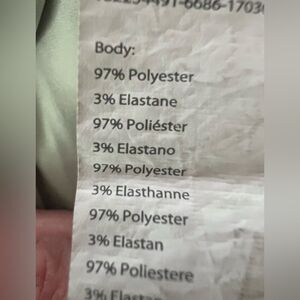 Body:
97% Polyester
3% Elastane
97% Poliéster
3% Elastano
97% Polyester
3% Elasthanne
97% Polyester
3% Elastan
97% Poliestere
3%